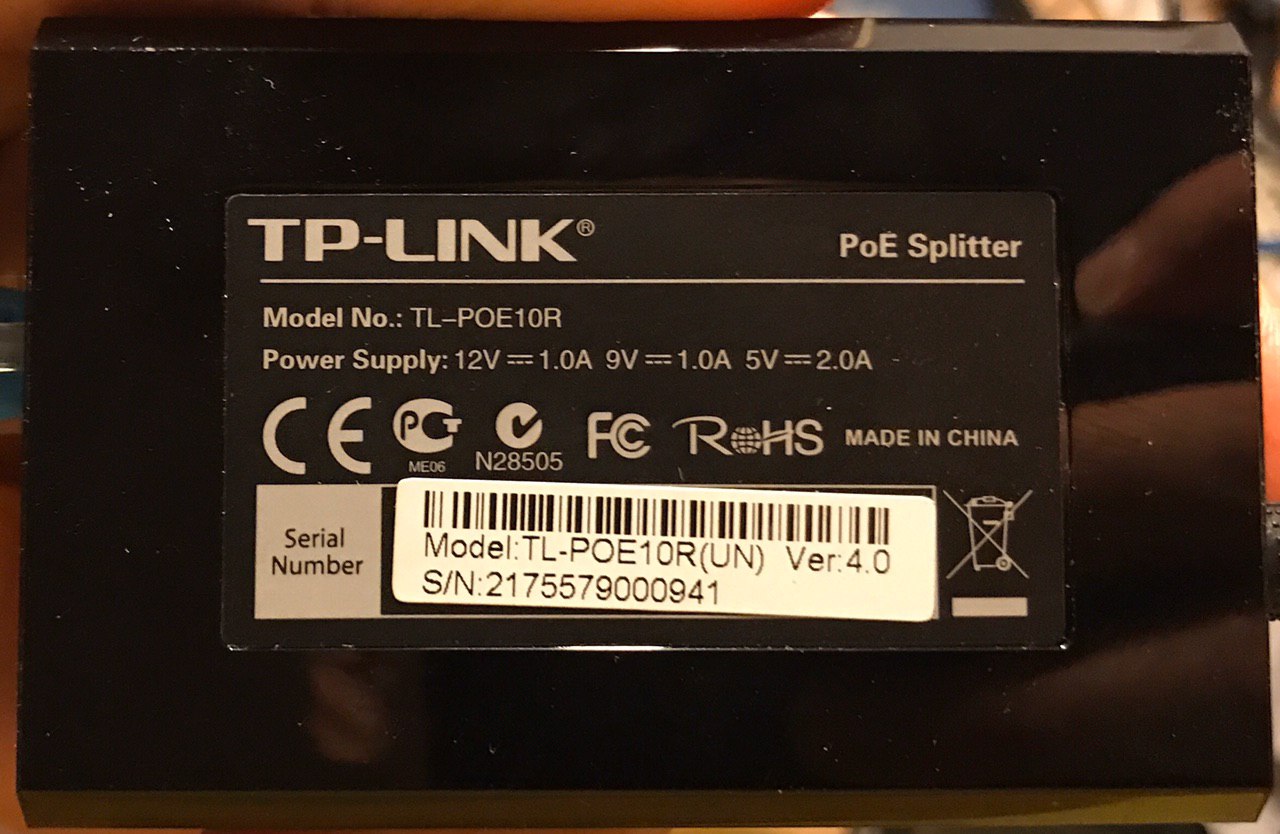 TP-LINK®
PoE Splitter
Model No.: TL-POE10R
Power Supply: 12V⎓1.0A 9V⎓1.0A 5V⎓2.0A
CE PCT ME06 N28505 FC RoHS MADE IN CHINA
Serial Number
Model:TL-POE10R(UN) Ver:4.0
S/N:2175579000941